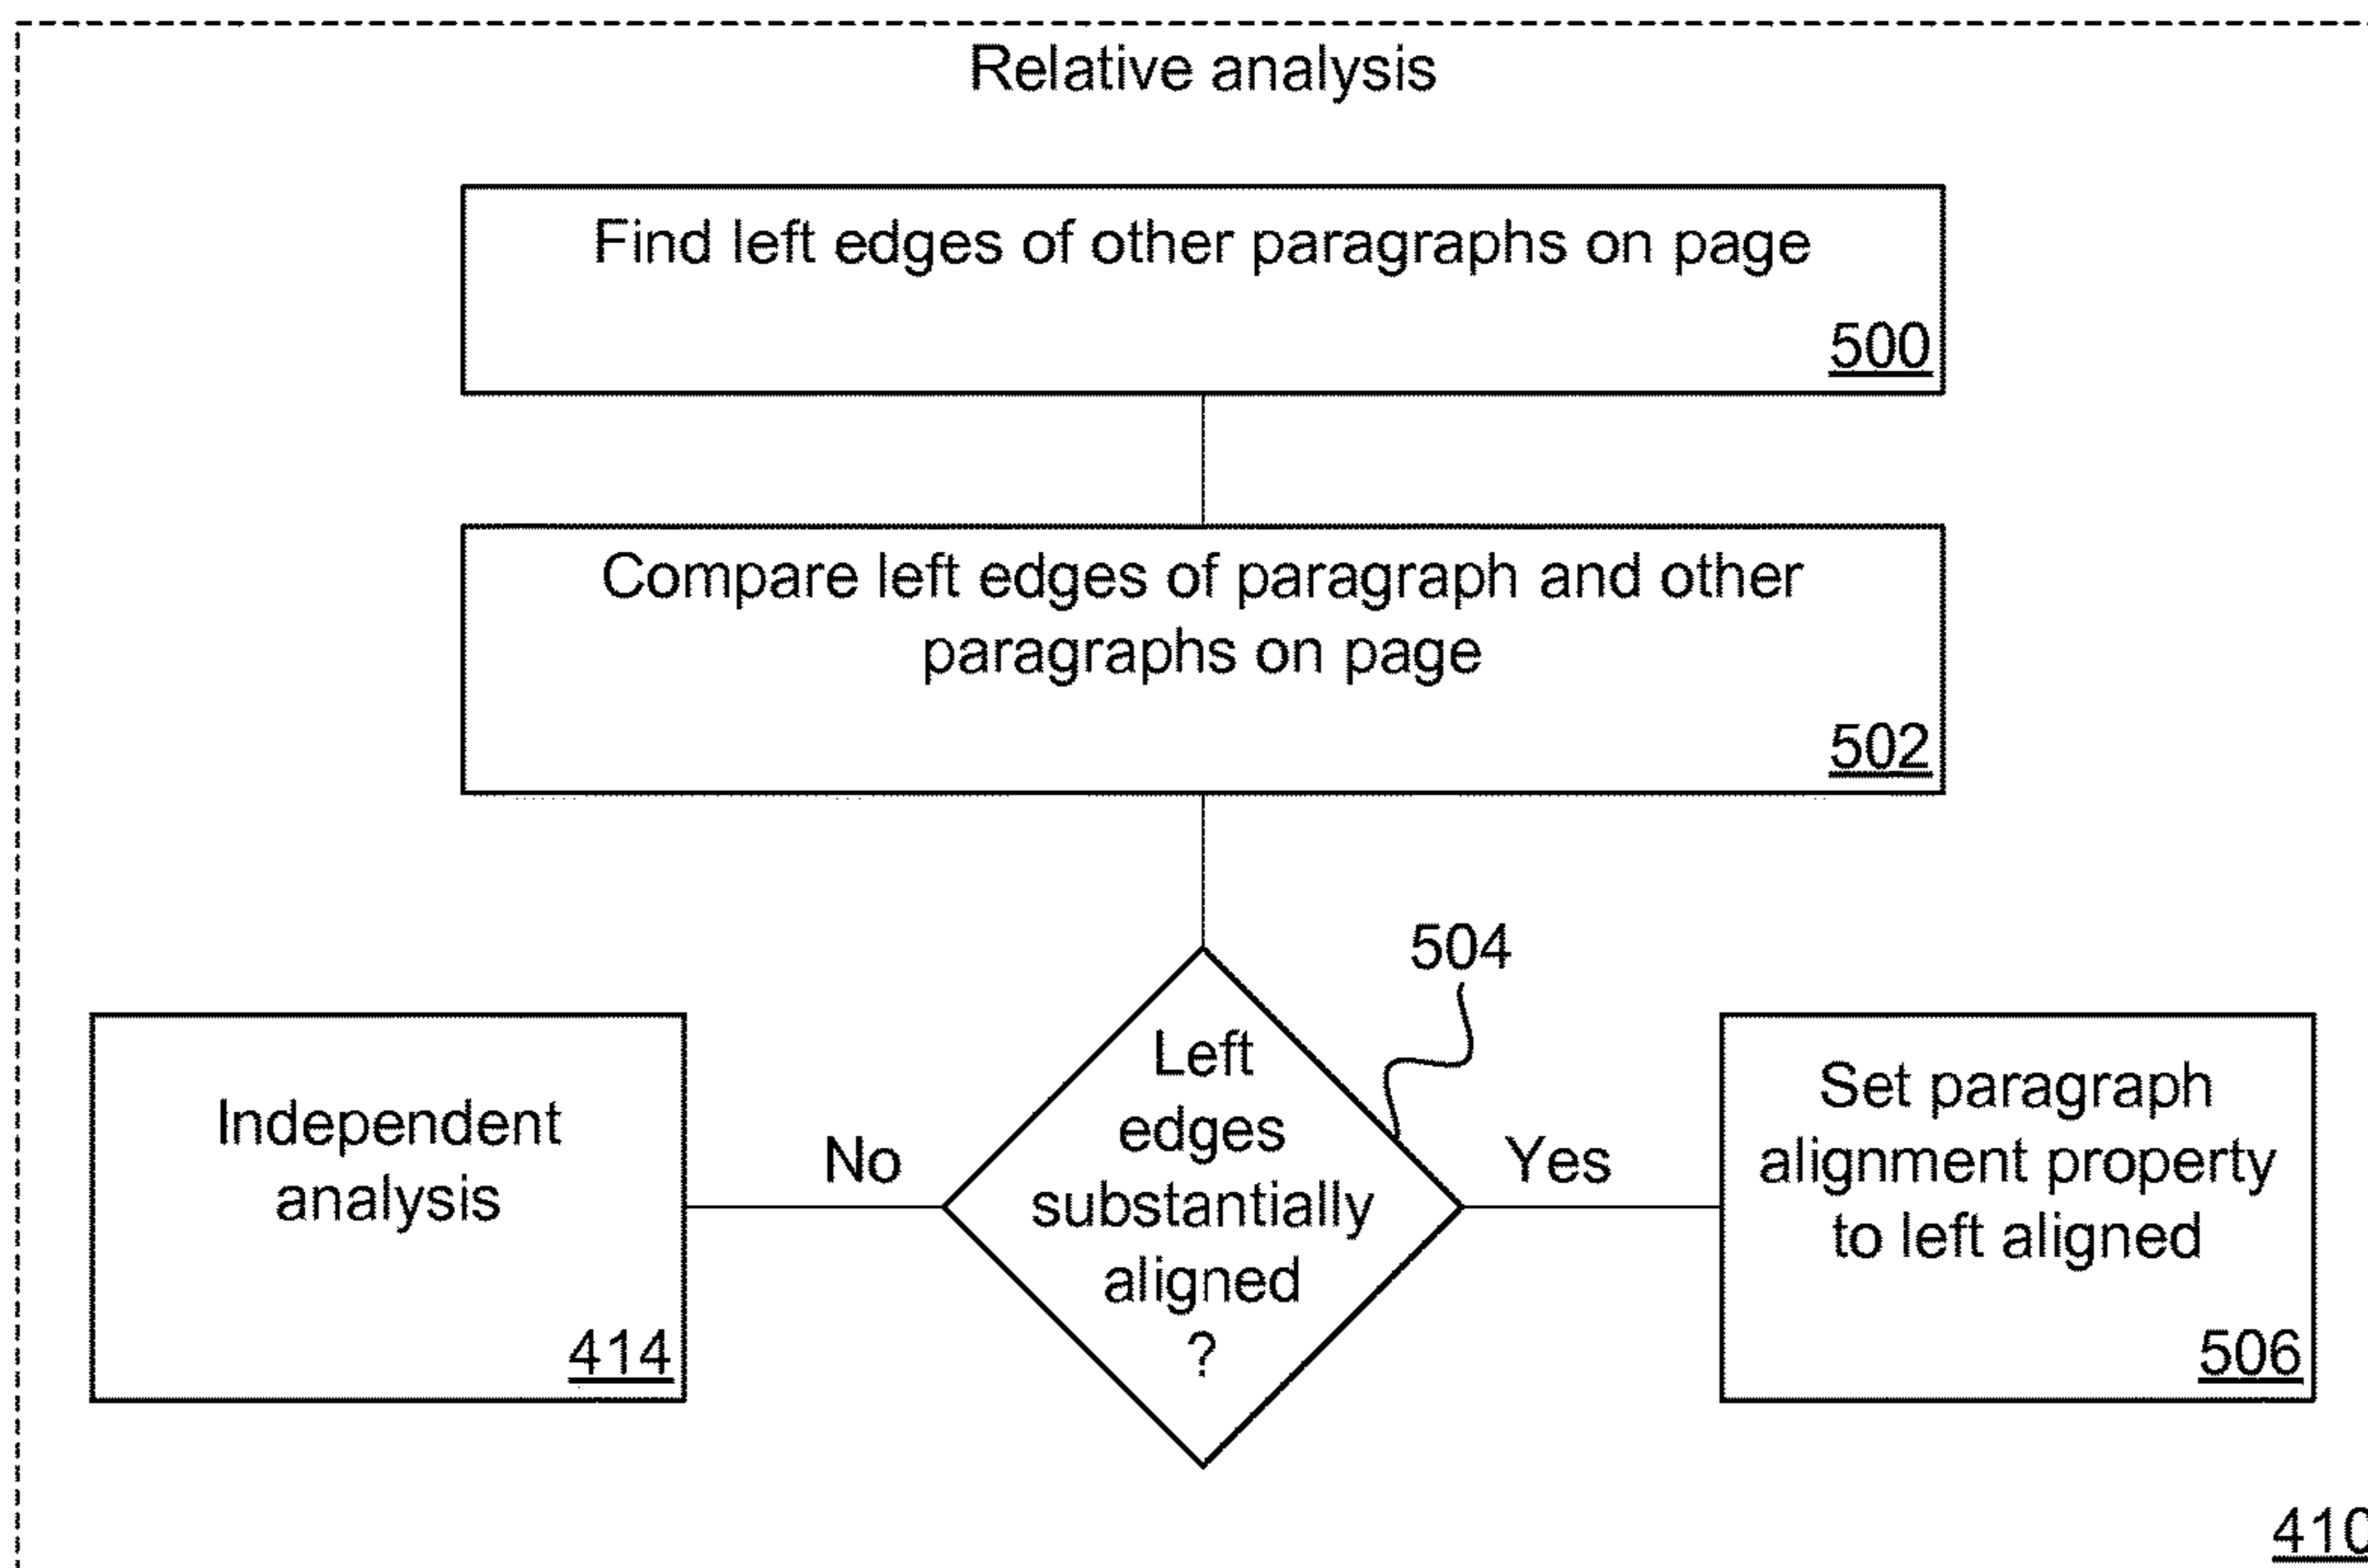 Relative analysis
Find left edges of other paragraphs on page
500
Compare left edges of paragraph and other
paragraphs on page
502
504
Left
edges
substantially
aligned
?
No
Yes
Independent
analysis
414
Set paragraph
alignment property
to left aligned
506
410